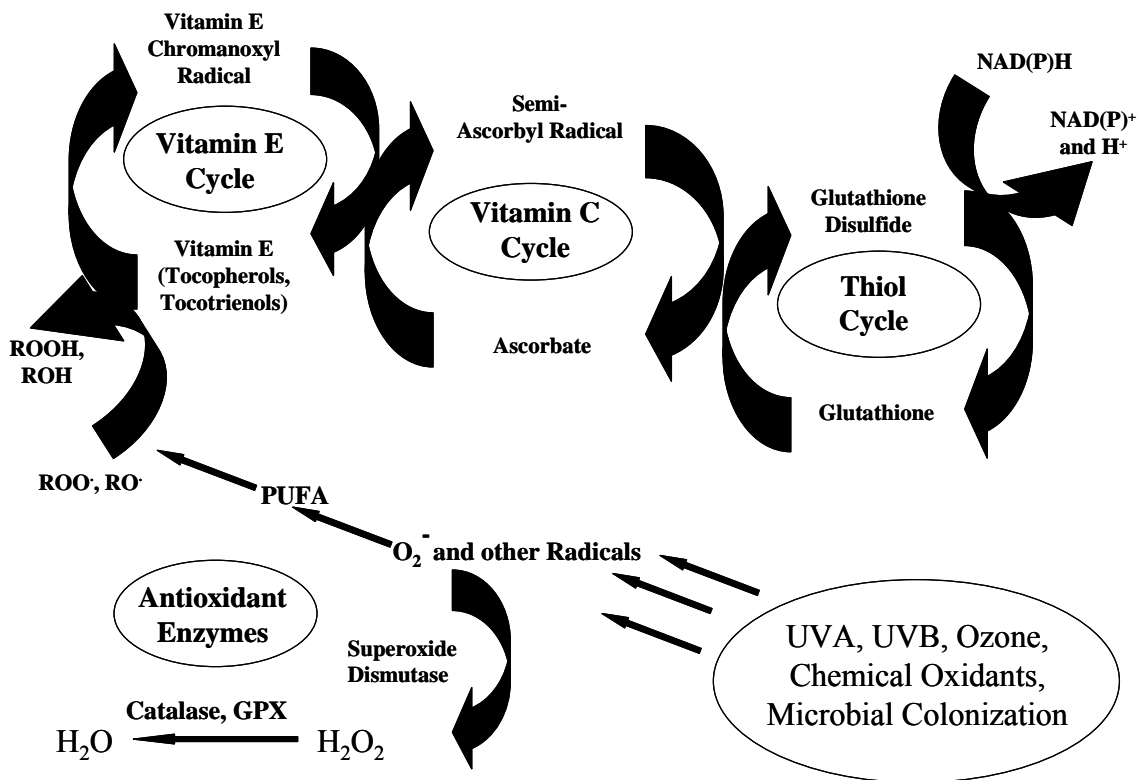 Vitamin E
Chromanoxyl
Radical
Vitamin E
Cycle
Vitamin E
(Tocopherols,
Tocotrienols)
ROOH,
ROH
ROO·, RO·
Semi-
Ascorbyl Radical
Vitamin C
Cycle
Ascorbate
NAD(P)H
NAD(P)⁺
and H⁺
Glutathione
Disulfide
Thiol
Cycle
Glutathione
PUFA
O₂⁻ and other Radicals
Antioxidant
Enzymes
Superoxide
Dismutase
Catalase, GPX
H₂O
H₂O₂
UVA, UVB, Ozone,
Chemical Oxidants,
Microbial Colonization